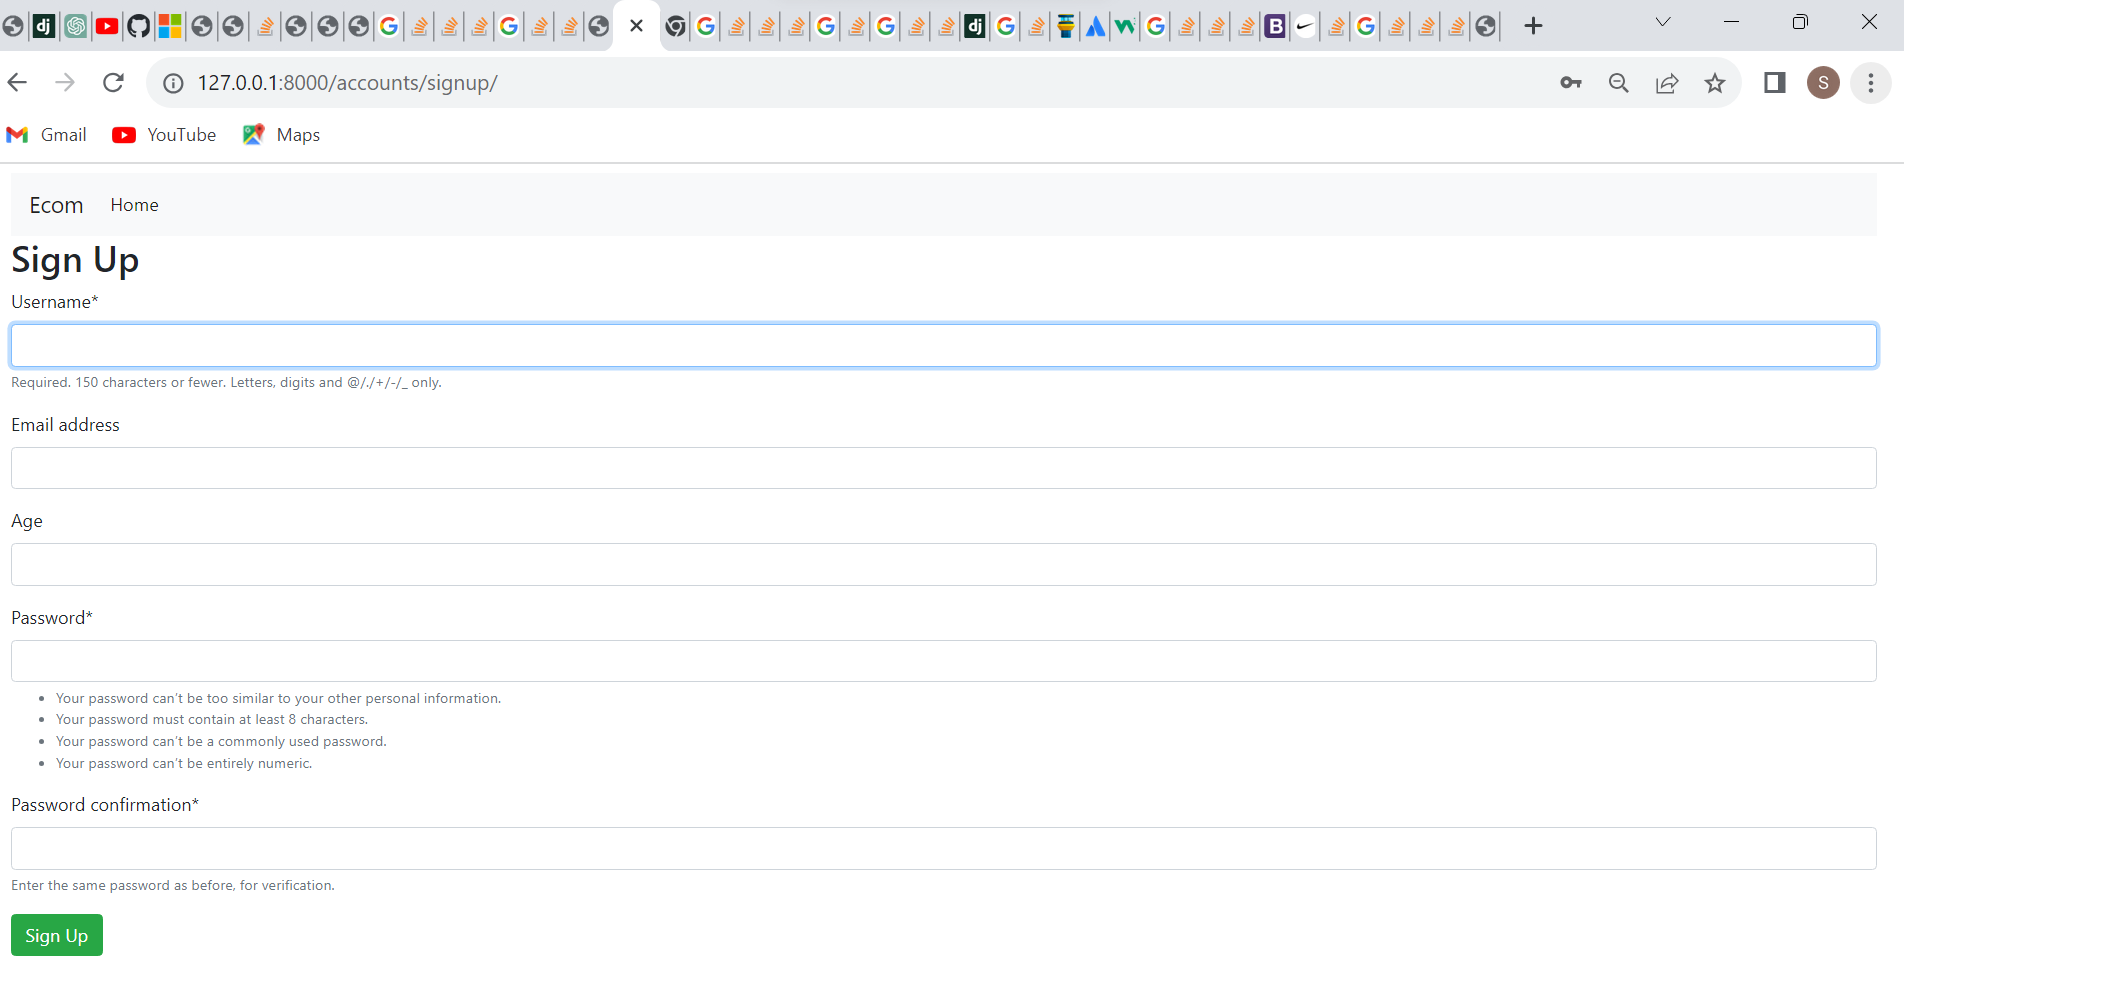 dj
dj
B
127.0.0.1:8000/accounts/signup/
S
Gmail YouTube Maps
Ecom Home
Sign Up
Username*
Required. 150 characters or fewer. Letters, digits and @/./+/-/_ only.
Email address
Age
Password*
• Your password can't be too similar to your other personal information.
• Your password must contain at least 8 characters.
• Your password can't be a commonly used password.
• Your password can't be entirely numeric.
Password confirmation*
Enter the same password as before, for verification.
Sign Up